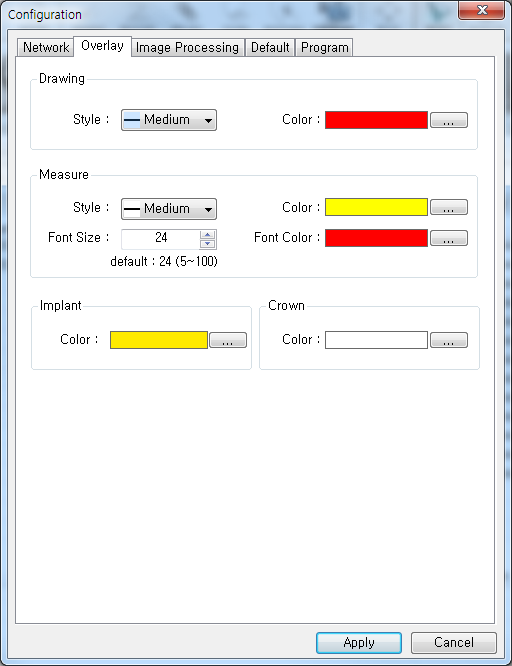 Configuration
Network Overlay Image Processing Default Program
Drawing
Style : Medium Color : ...
Measure
Style : Medium Color : ...
Font Size : 24 Font Color : ...
default : 24 (5~100)
Implant Crown
Color : ... Color : ...
Apply Cancel